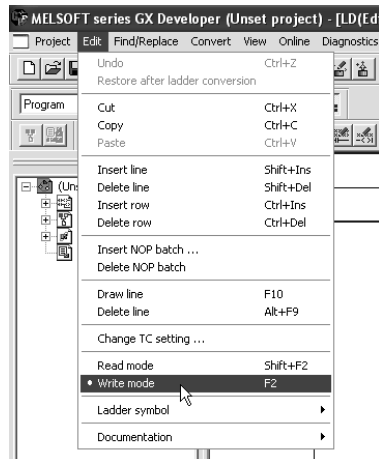 MELSOFT series GX Developer (Unset project) - [LD(Ed
Project Edit Find/Replace Convert View Online Diagnostics
Program
(Un
Undo Ctrl+Z
Restore after ladder conversion
Cut Ctrl+X
Copy Ctrl+C
Paste Ctrl+V
Insert line Shift+Ins
Delete line Shift+Del
Insert row Ctrl+Ins
Delete row Ctrl+Del
Insert NOP batch ...
Delete NOP batch
Draw line F10
Delete line Alt+F9
Change TC setting ...
Read mode Shift+F2
Write mode F2
Ladder symbol
Documentation